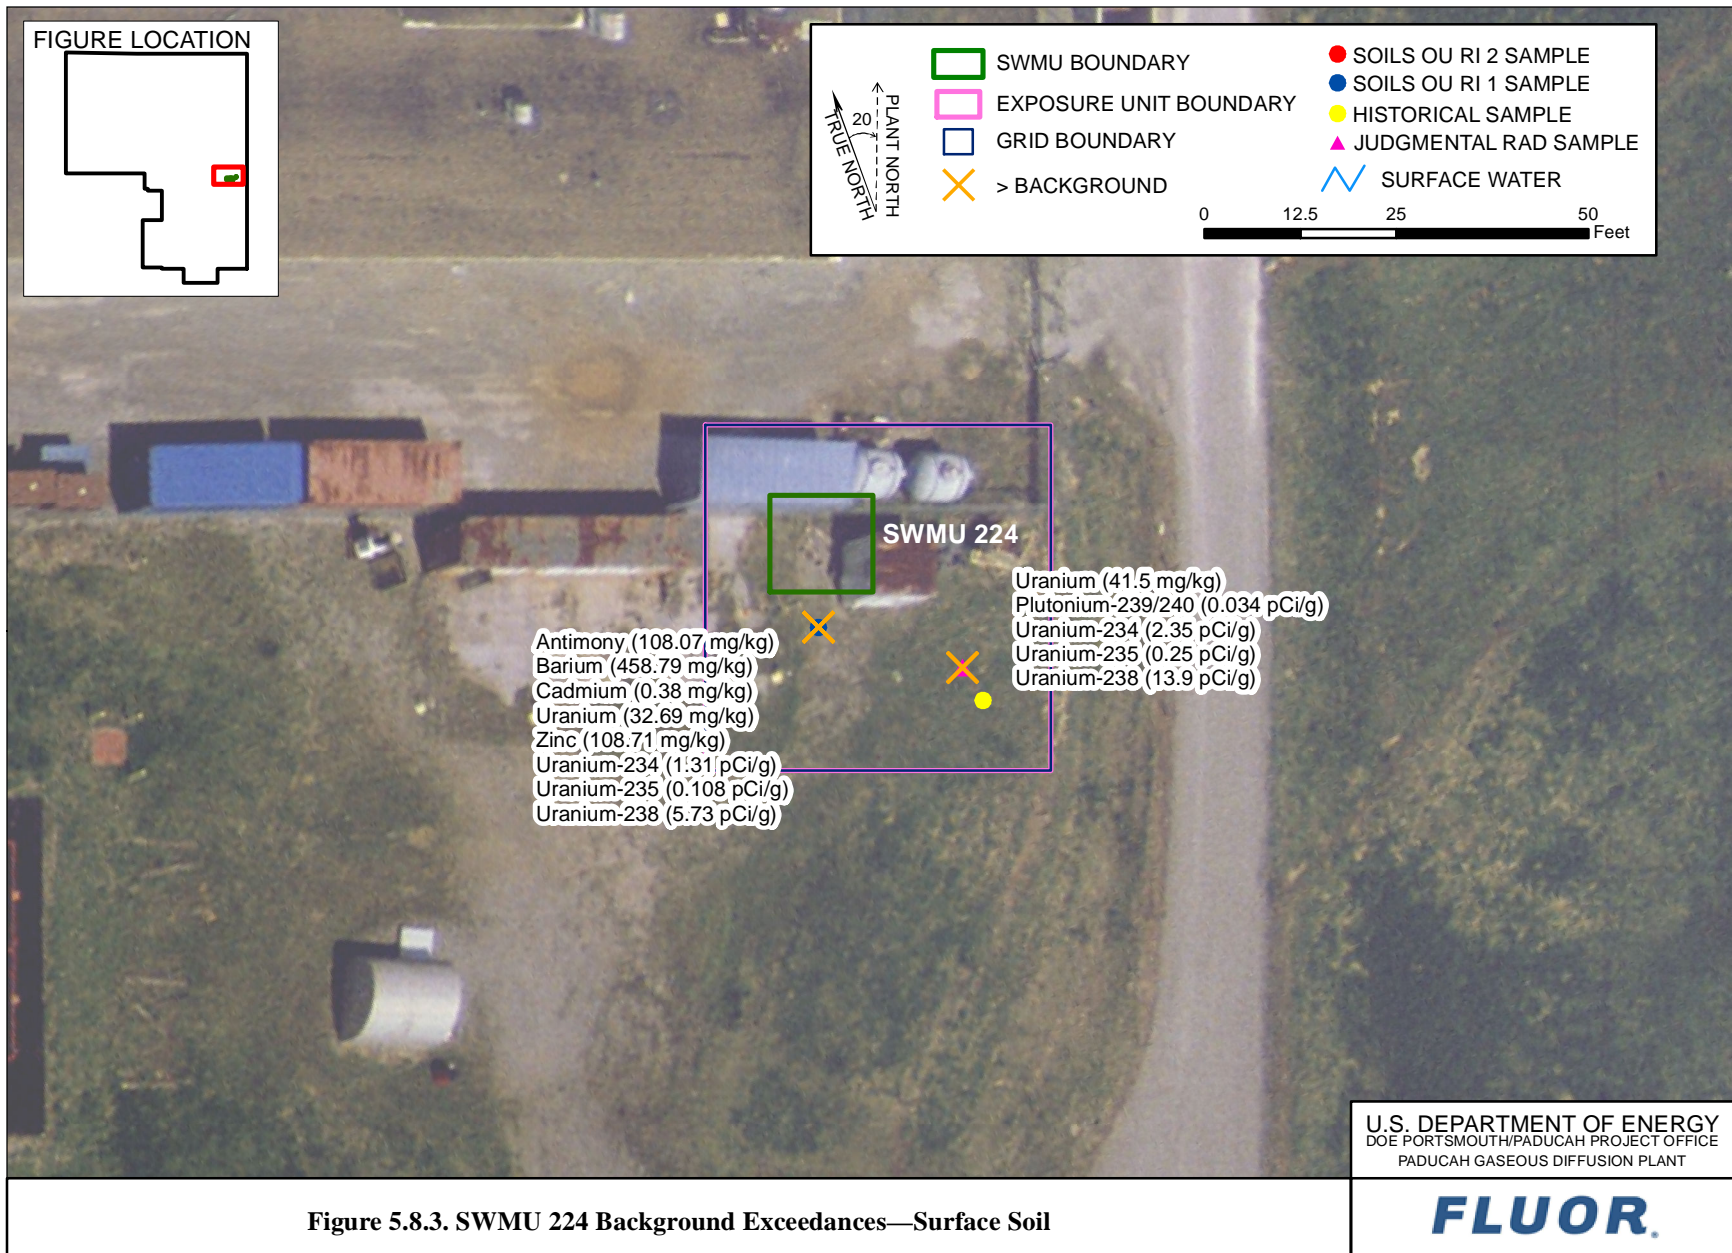 FIGURE LOCATION
SWMU BOUNDARY
EXPOSURE UNIT BOUNDARY
GRID BOUNDARY
> BACKGROUND
TRUE NORTH
20
PLANT NORTH
SOILS OU RI 2 SAMPLE
SOILS OU RI 1 SAMPLE
HISTORICAL SAMPLE
JUDGMENTAL RAD SAMPLE
SURFACE WATER
0 12.5 25 50
Feet
SWMU 224
Uranium (41.5 mg/kg)
Plutonium-239/240 (0.034 pCi/g)
Uranium-234 (2.35 pCi/g)
Uranium-235 (0.25 pCi/g)
Uranium-238 (13.9 pCi/g)
Antimony (108.07 mg/kg)
Barium (458.79 mg/kg)
Cadmium (0.38 mg/kg)
Uranium (32.69 mg/kg)
Zinc (108.71 mg/kg)
Uranium-234 (1.31 pCi/g)
Uranium-235 (0.108 pCi/g)
Uranium-238 (5.73 pCi/g)
U.S. DEPARTMENT OF ENERGY
DOE PORTSMOUTH/PADUCAH PROJECT OFFICE
PADUCAH GASEOUS DIFFUSION PLANT
Figure 5.8.3. SWMU 224 Background Exceedances—Surface Soil
FLUOR®